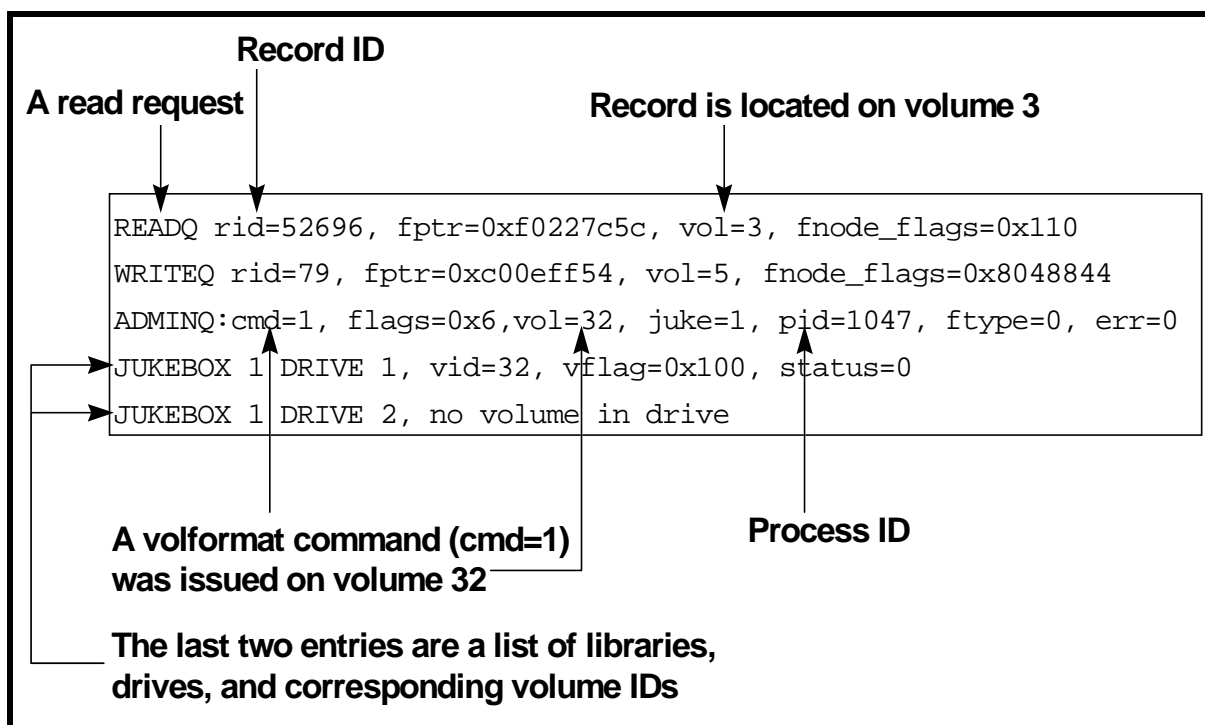 Record ID
A read request
Record is located on volume 3
READQ rid=52696, fptr=0xf0227c5c, vol=3, fnode_flags=0x110
WRITEQ rid=79, fptr=0xc00eff54, vol=5, fnode_flags=0x8048844
ADMINQ:cmd=1, flags=0x6,vol=32, juke=1, pid=1047, ftype=0, err=0
JUKEBOX 1 DRIVE 1, vid=32, vflag=0x100, status=0
JUKEBOX 1 DRIVE 2, no volume in drive
A volformat command (cmd=1)
was issued on volume 32
Process ID
The last two entries are a list of libraries,
drives, and corresponding volume IDs